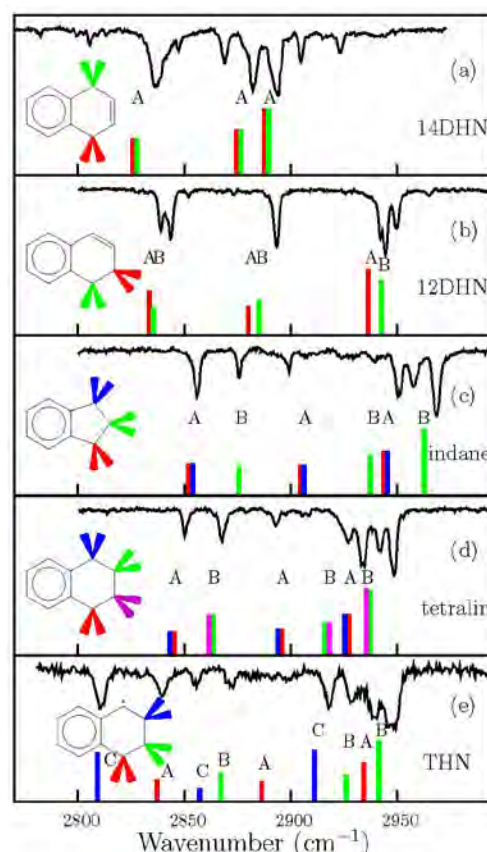 (a)
A A A
14DHN
(b)
AB AB A B
12DHN
(c)
A B A B A B
indane
(d)
A B A B A B
tetralin
(e)
C A C B A C B A B
THN
2800 2850 2900 2950
Wavenumber (cm⁻¹)